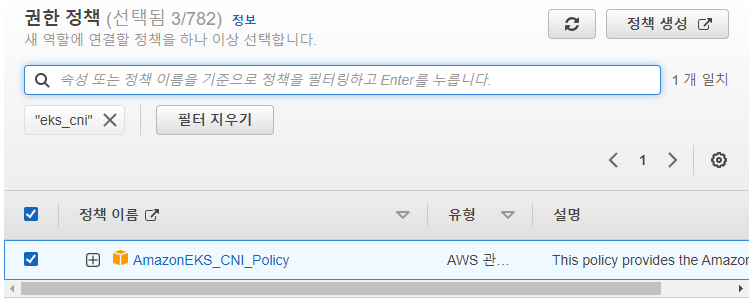 권한 정책 (선택됨 3/782) 정보
새 역할에 연결할 정책을 하나 이상 선택합니다.
정책 생성
속성 또는 정책 이름을 기준으로 정책을 필터링하고 Enter를 누릅니다.
1 개 일치
"eks_cni"
필터 지우기
1
정책 이름
유형
설명
AmazonEKS_CNI_Policy
AWS 관...
This policy provides the Amazon